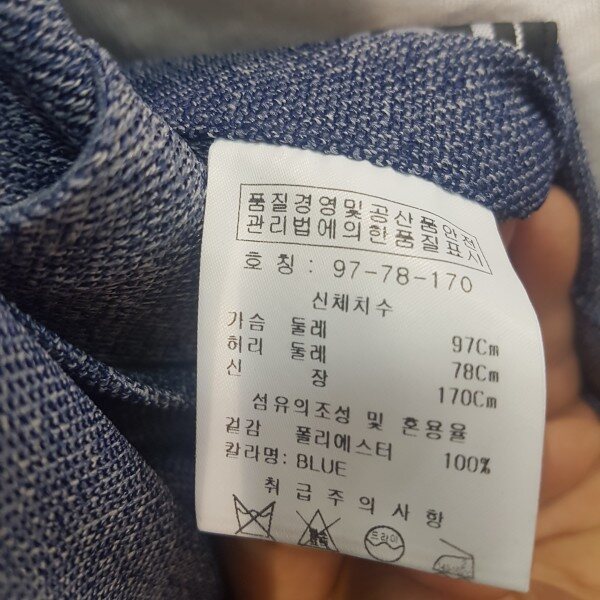 품질경영및공산품안전
관리법에의한품질표시
호칭: 97-78-170
신체치수
가슴 둘레 97Cm
허리 둘레 78Cm
신 장 170Cm
섬유의조성 및 혼용율
겉감 폴리에스터 100%
칼라명: BLUE
취급주의사항
드라이